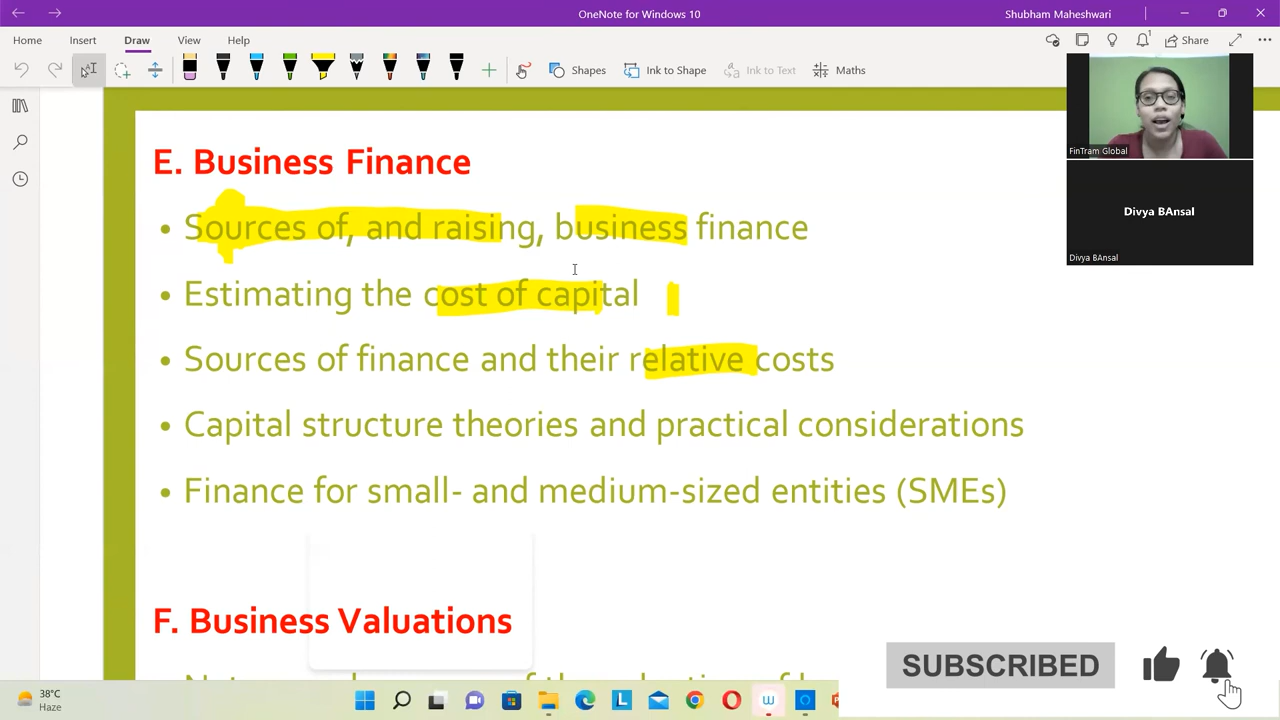 OneNote for Windows 10
Shubham Maheshwari
Home Insert Draw View Help
Share
Shapes Ink to Shape Ink to Text Maths
FinTram Global
Divya BAnsal
Divya BAnsal
E. Business Finance
• Sources of, and raising, business finance
• Estimating the cost of capital
• Sources of finance and their relative costs
• Capital structure theories and practical considerations
• Finance for small- and medium-sized entities (SMEs)
F. Business Valuations
SUBSCRIBED
38°C
Haze